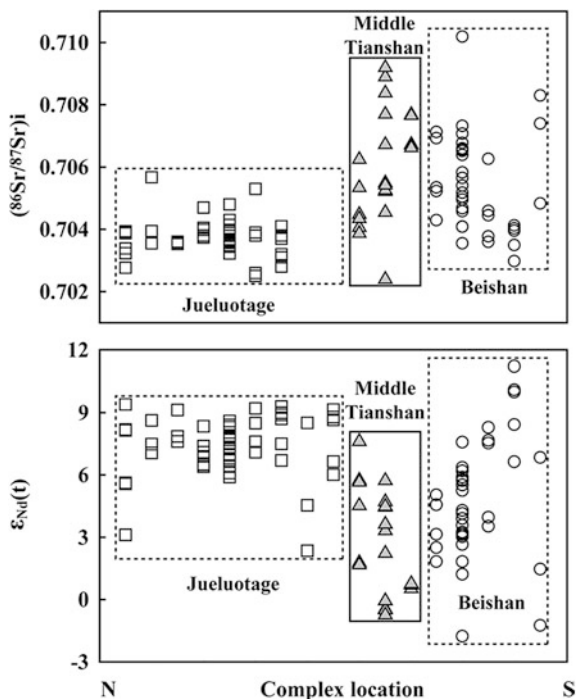 0.710
0.708
0.706
0.704
0.702
(⁸⁶Sr/⁸⁷Sr)i
Middle
Tianshan
Jueluotage
Beishan
12
9
6
3
0
-3
εNd(t)
Middle
Tianshan
Jueluotage
Beishan
N Complex location S